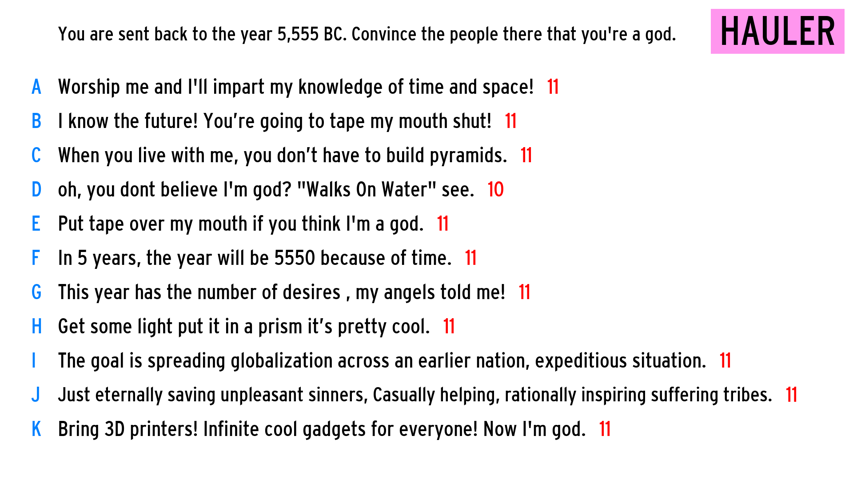 You are sent back to the year 5,555 BC. Convince the people there that you're a god.
HAULER
A Worship me and I'll impart my knowledge of time and space! 11
B I know the future! You’re going to tape my mouth shut! 11
C When you live with me, you don’t have to build pyramids. 11
D oh, you dont believe I'm god? "Walks On Water" see. 10
E Put tape over my mouth if you think I'm a god. 11
F In 5 years, the year will be 5550 because of time. 11
G This year has the number of desires , my angels told me! 11
H Get some light put it in a prism it’s pretty cool. 11
I The goal is spreading globalization across an earlier nation, expeditious situation. 11
J Just eternally saving unpleasant sinners, Casually helping, rationally inspiring suffering tribes. 11
K Bring 3D printers! Infinite cool gadgets for everyone! Now I'm god. 11